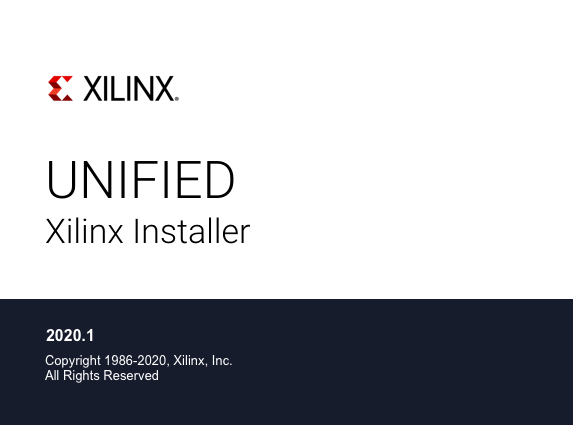 XILINX®
UNIFIED
Xilinx Installer
2020.1
Copyright 1986-2020, Xilinx, Inc.
All Rights Reserved